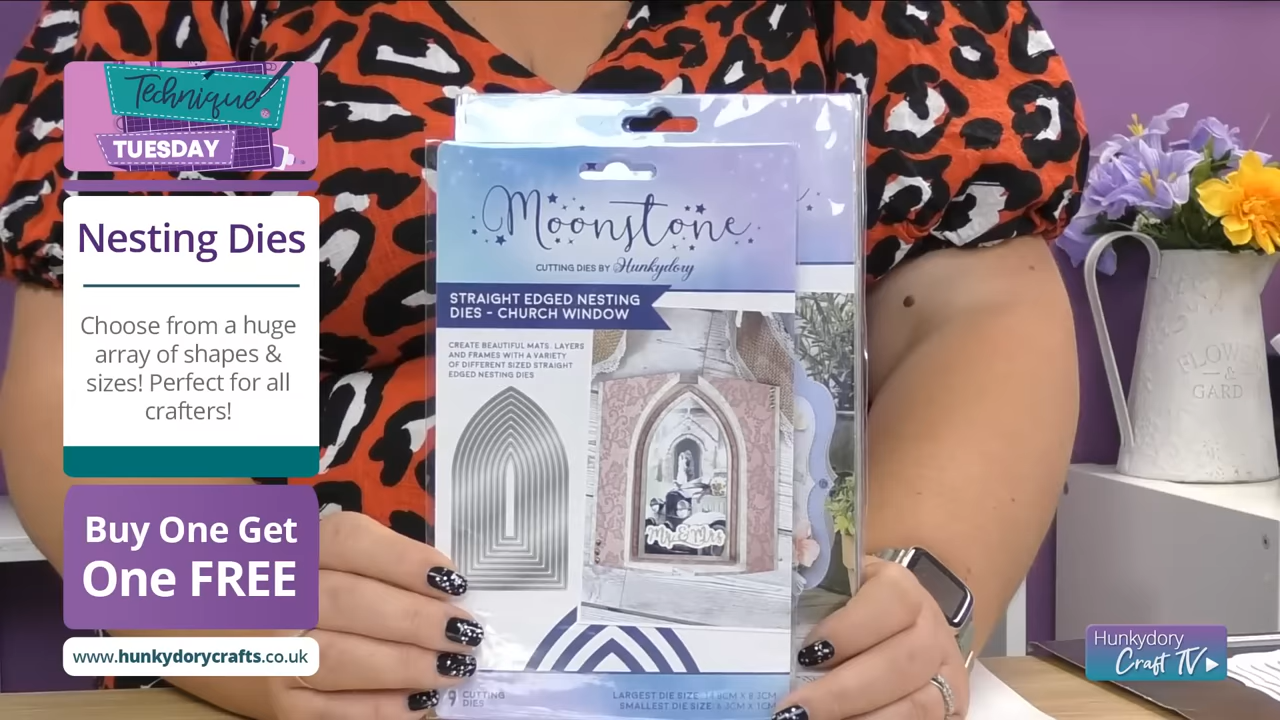 Technique
TUESDAY
Nesting Dies
Choose from a huge
array of shapes &
sizes! Perfect for all
crafters!
Buy One Get
One FREE
www.hunkydorycrafts.co.uk
Moonstone
CUTTING DIES BY Hunkydory
STRAIGHT EDGED NESTING
DIES - CHURCH WINDOW
CREATE BEAUTIFUL MATS, LAYERS
AND FRAMES WITH A VARIETY
OF DIFFERENT SIZED STRAIGHT
EDGED NESTING DIES
Mr & Mrs
9 CUTTING
DIES
LARGEST DIE SIZE:
SMALLEST DIE SIZE:
FLOWERS
&
GARDEN
Hunkydory
Craft TV